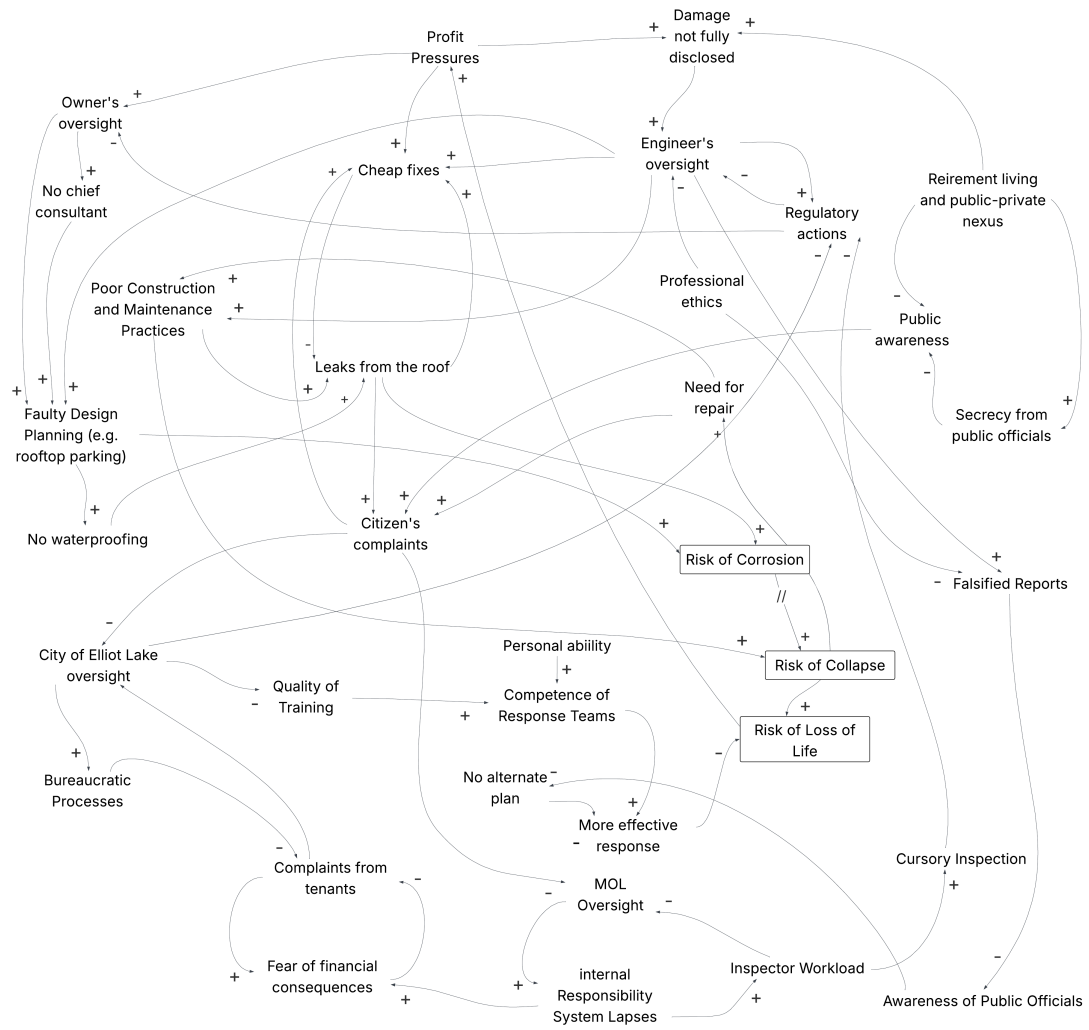 Profit
Pressures
Damage
not fully
disclosed
Owner's
oversight
Engineer's
oversight
Cheap fixes
No chief
consultant
Regulatory
actions
Reirement living
and public-private
nexus
Poor Construction
and Maintenance
Practices
Professional
ethics
Public
awareness
Leaks from the roof
Need for
repair
Faulty Design
Planning (e.g.
rooftop parking)
Secrecy from
public officials
No waterproofing
Citizen's
complaints
Risk of Corrosion
Falsified Reports
//
City of Elliot Lake
oversight
Personal abiility
Risk of Collapse
Quality of
Training
Competence of
Response Teams
Risk of Loss of
Life
Bureaucratic
Processes
No alternate
plan
More effective
response
Complaints from
tenants
MOL
Oversight
Cursory Inspection
Fear of financial
consequences
internal
Responsibility
System Lapses
Inspector Workload
Awareness of Public Officials